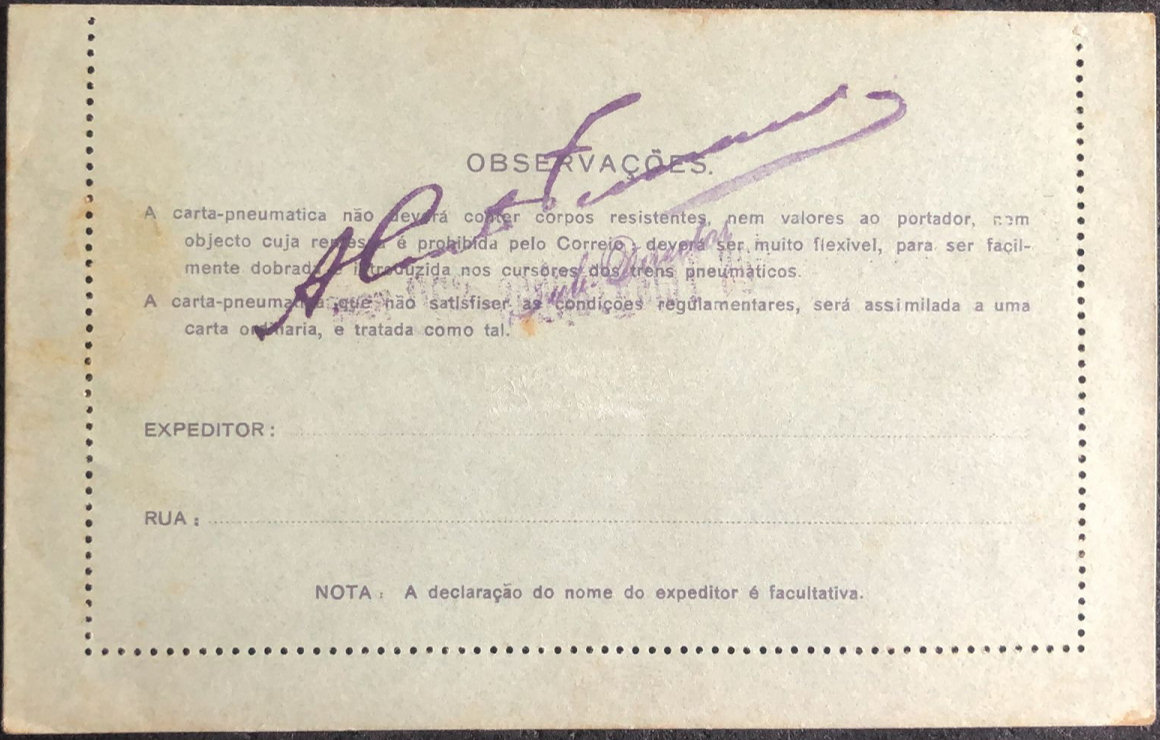 OBSERVAÇÕES.
A carta-pneumatica não deverá conter corpos resistentes, nem valores ao portador, nem
objecto cuja remessa é prohibida pelo Correio; deverá ser muito flexivel, para ser facil-
mente dobrada e introduzida nos cursores dos trens pneumáticos.
A carta-pneumatica que não satisfiser as condições regulamentares, será assimilada a uma
carta ordinaria, e tratada como tal.
Sub-Director
EXPEDITOR:
RUA:
NOTA: A declaração do nome do expeditor é facultativa.